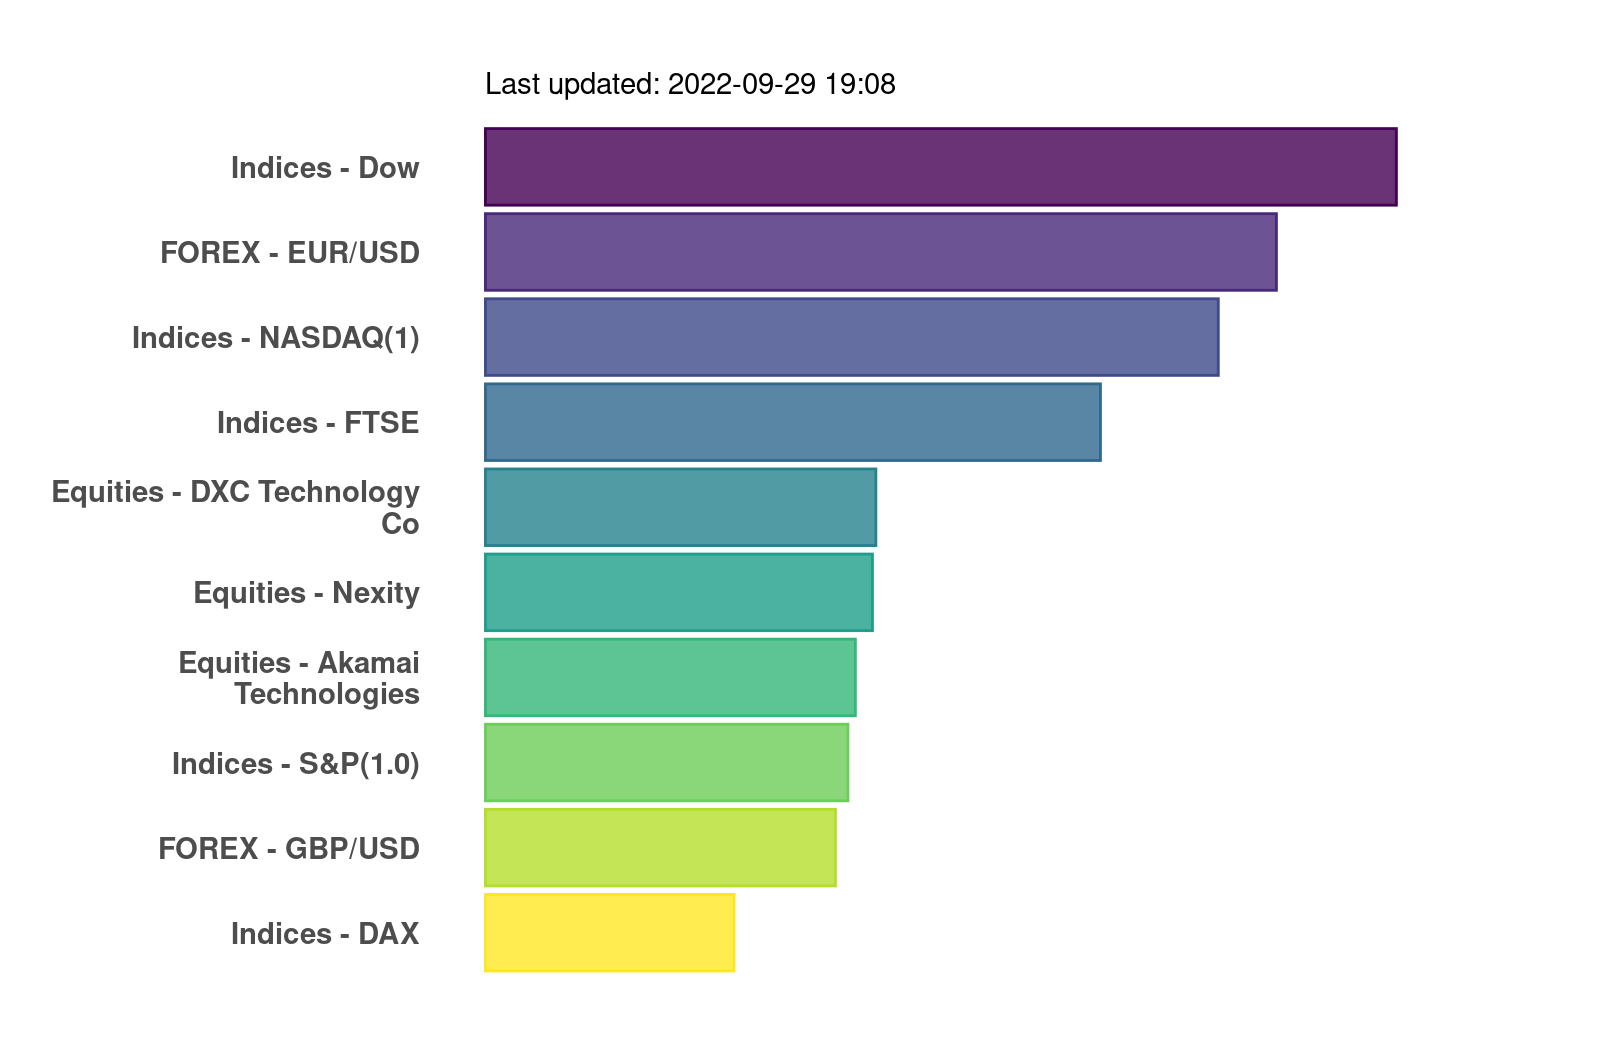 Last updated: 2022-09-29 19:08
Indices - Dow
FOREX - EUR/USD
Indices - NASDAQ(1)
Indices - FTSE
Equities - DXC Technology
Co
Equities - Nexity
Equities - Akamai
Technologies
Indices - S&P(1.0)
FOREX - GBP/USD
Indices - DAX